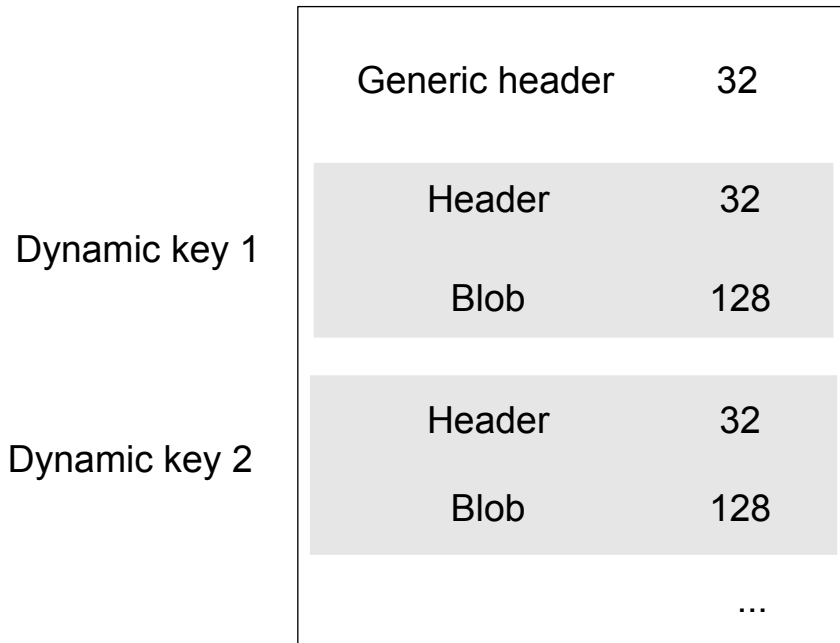 Generic header 32
Header 32
Dynamic key 1
Blob 128
Header 32
Dynamic key 2
Blob 128
...